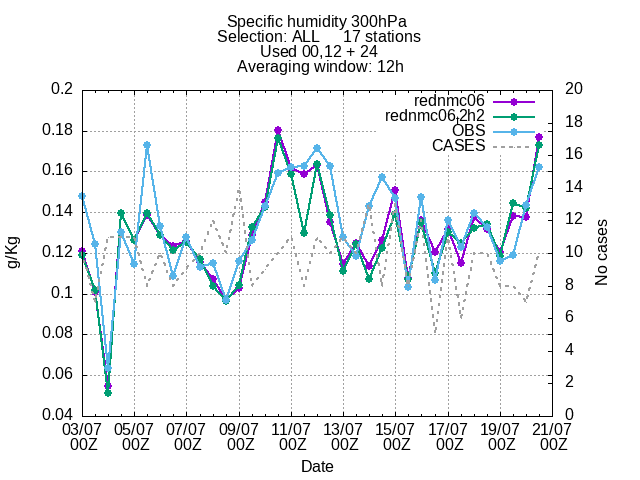 Specific humidity 300hPa
Selection: ALL      17 stations
Used 00,12 + 24
Averaging window: 12h
rednmc06
rednmc06,2h2
OBS
CASES
g/Kg
0.2
0.18
0.16
0.14
0.12
0.1
0.08
0.06
0.04
20
18
16
14
12
10
8
6
4
2
0
No cases
03/07 05/07 07/07 09/07 11/07 13/07 15/07 17/07 19/07 21/07
00Z 00Z 00Z 00Z 00Z 00Z 00Z 00Z 00Z 00Z
Date